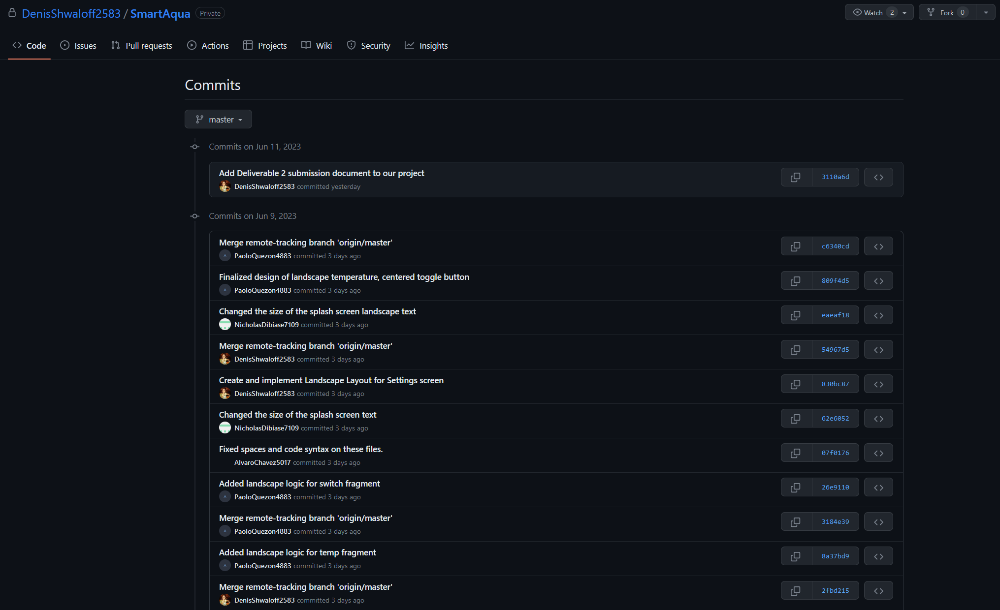 DenisShwaloff2583 / SmartAqua Private Watch 2 Fork 0
Code Issues Pull requests Actions Projects Wiki Security Insights
Commits
master
Commits on Jun 11, 2023
Add Deliverable 2 submission document to our project
DenisShwaloff2583 committed yesterday
3110a6d
Commits on Jun 9, 2023
Merge remote-tracking branch 'origin/master'
PaoloQuezon4883 committed 3 days ago
c6340cd
Finalized design of landscape temperature, centered toggle button
PaoloQuezon4883 committed 3 days ago
809f4d5
Changed the size of the splash screen landscape text
NicholasDibiase7109 committed 3 days ago
eaeaf18
Merge remote-tracking branch 'origin/master'
DenisShwaloff2583 committed 3 days ago
54967d5
Create and implement Landscape Layout for Settings screen
DenisShwaloff2583 committed 3 days ago
830bc87
Changed the size of the splash screen text
NicholasDibiase7109 committed 3 days ago
62e6052
Fixed spaces and code syntax on these files.
AlvaroChavez5017 committed 3 days ago
07f0176
Added landscape logic for switch fragment
PaoloQuezon4883 committed 3 days ago
26e9110
Merge remote-tracking branch 'origin/master'
PaoloQuezon4883 committed 3 days ago
3184e39
Added landscape logic for temp fragment
PaoloQuezon4883 committed 3 days ago
8a37bd9
Merge remote-tracking branch 'origin/master'
DenisShwaloff2583 committed 3 days ago
2fbd215